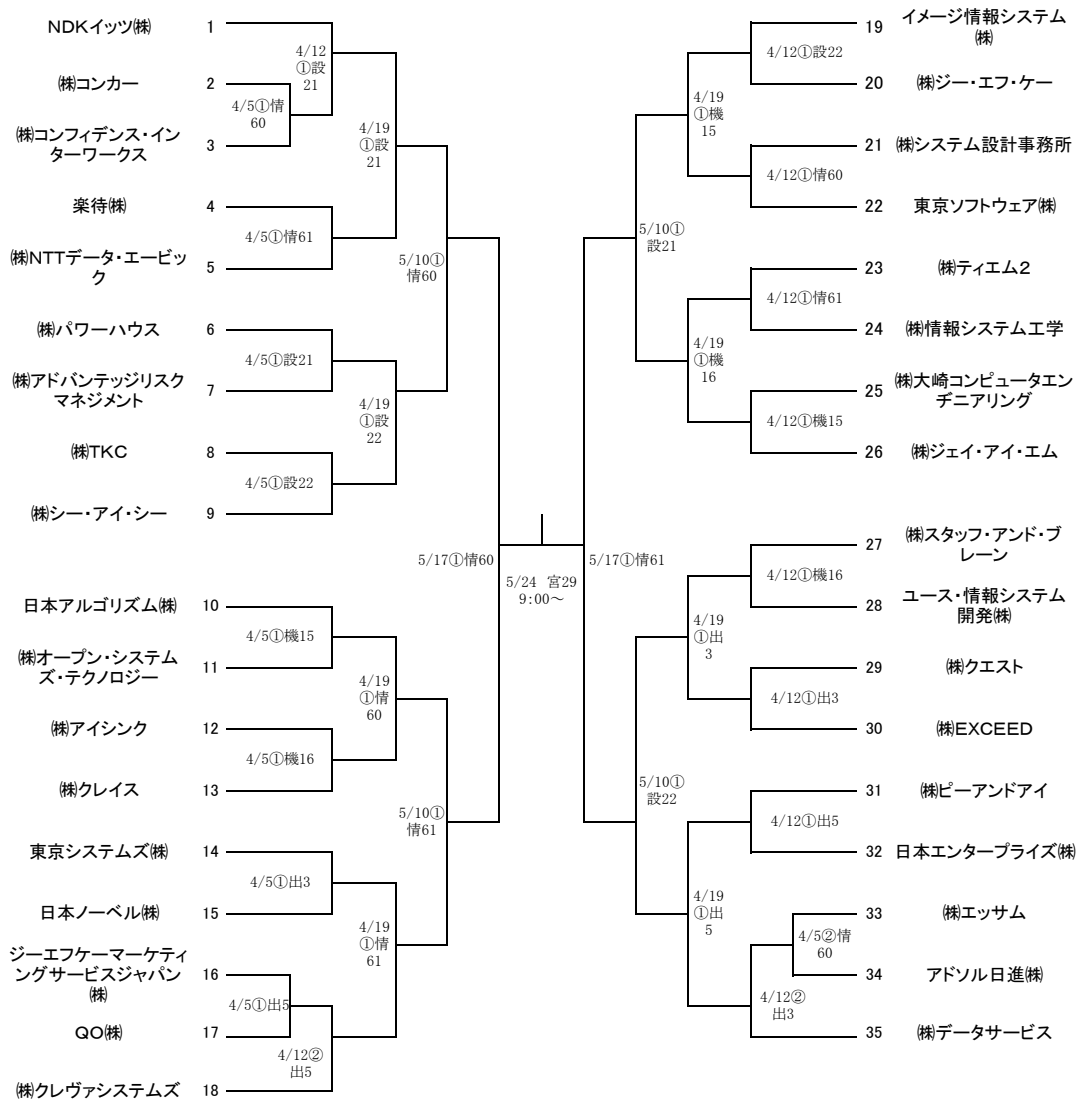 NDKイッツ㈱ 1
4/12
①設
21
㈱コンカー 2
4/5①情
60
㈱コンフィデンス・イン
ターワークス
3
4/19
①設
21
楽待㈱ 4
4/5①情61
㈱NTTデータ・エービッ
ク
5
5/10①
情60
㈱パワーハウス 6
4/5①設21
㈱アドバンテッジリスク
マネジメント
7
4/19
①設
22
㈱TKC 8
4/5①設22
㈱シー・アイ・シー 9
5/17①情60
5/24 宮29
9:00～
日本アルゴリズム㈱ 10
4/5①機15
㈱オープン・システム
ズ・テクノロジー
11
4/19
①情
60
㈱アイシンク 12
4/5①機16
㈱クレイス 13
5/10①
情61
東京システムズ㈱ 14
4/5①出3
日本ノーベル㈱ 15
4/19
①情
61
ジーエフケーマーケティ
ングサービスジャパン
㈱
16
4/5①出5
QO㈱ 17
4/12②
出5
㈱クレヴァシステムズ 18
19 イメージ情報システム
㈱
4/12①設22
20 ㈱ジー・エフ・ケー
4/19
①機
15
21 ㈱システム設計事務所
4/12①情60
22 東京ソフトウェア㈱
5/10①
設21
23 ㈱ティエム2
4/12①情61
24 ㈱情報システム工学
4/19
①機
16
25 ㈱大崎コンピュータエン
ヂニアリング
4/12①機15
26 ㈱ジェイ・アイ・エム
5/17①情61
27 ㈱スタッフ・アンド・ブ
レーン
4/12①機16
28 ユース・情報システム
開発㈱
4/19
①出
3
29 ㈱クエスト
4/12①出3
30 ㈱EXCEED
5/10①
設22
31 ㈱ピーアンドアイ
4/12①出5
32 日本エンタープライズ㈱
4/19
①出
5
33 ㈱エッサム
4/5②情
60
34 アドソル日進㈱
4/12②
出3
35 ㈱データサービス